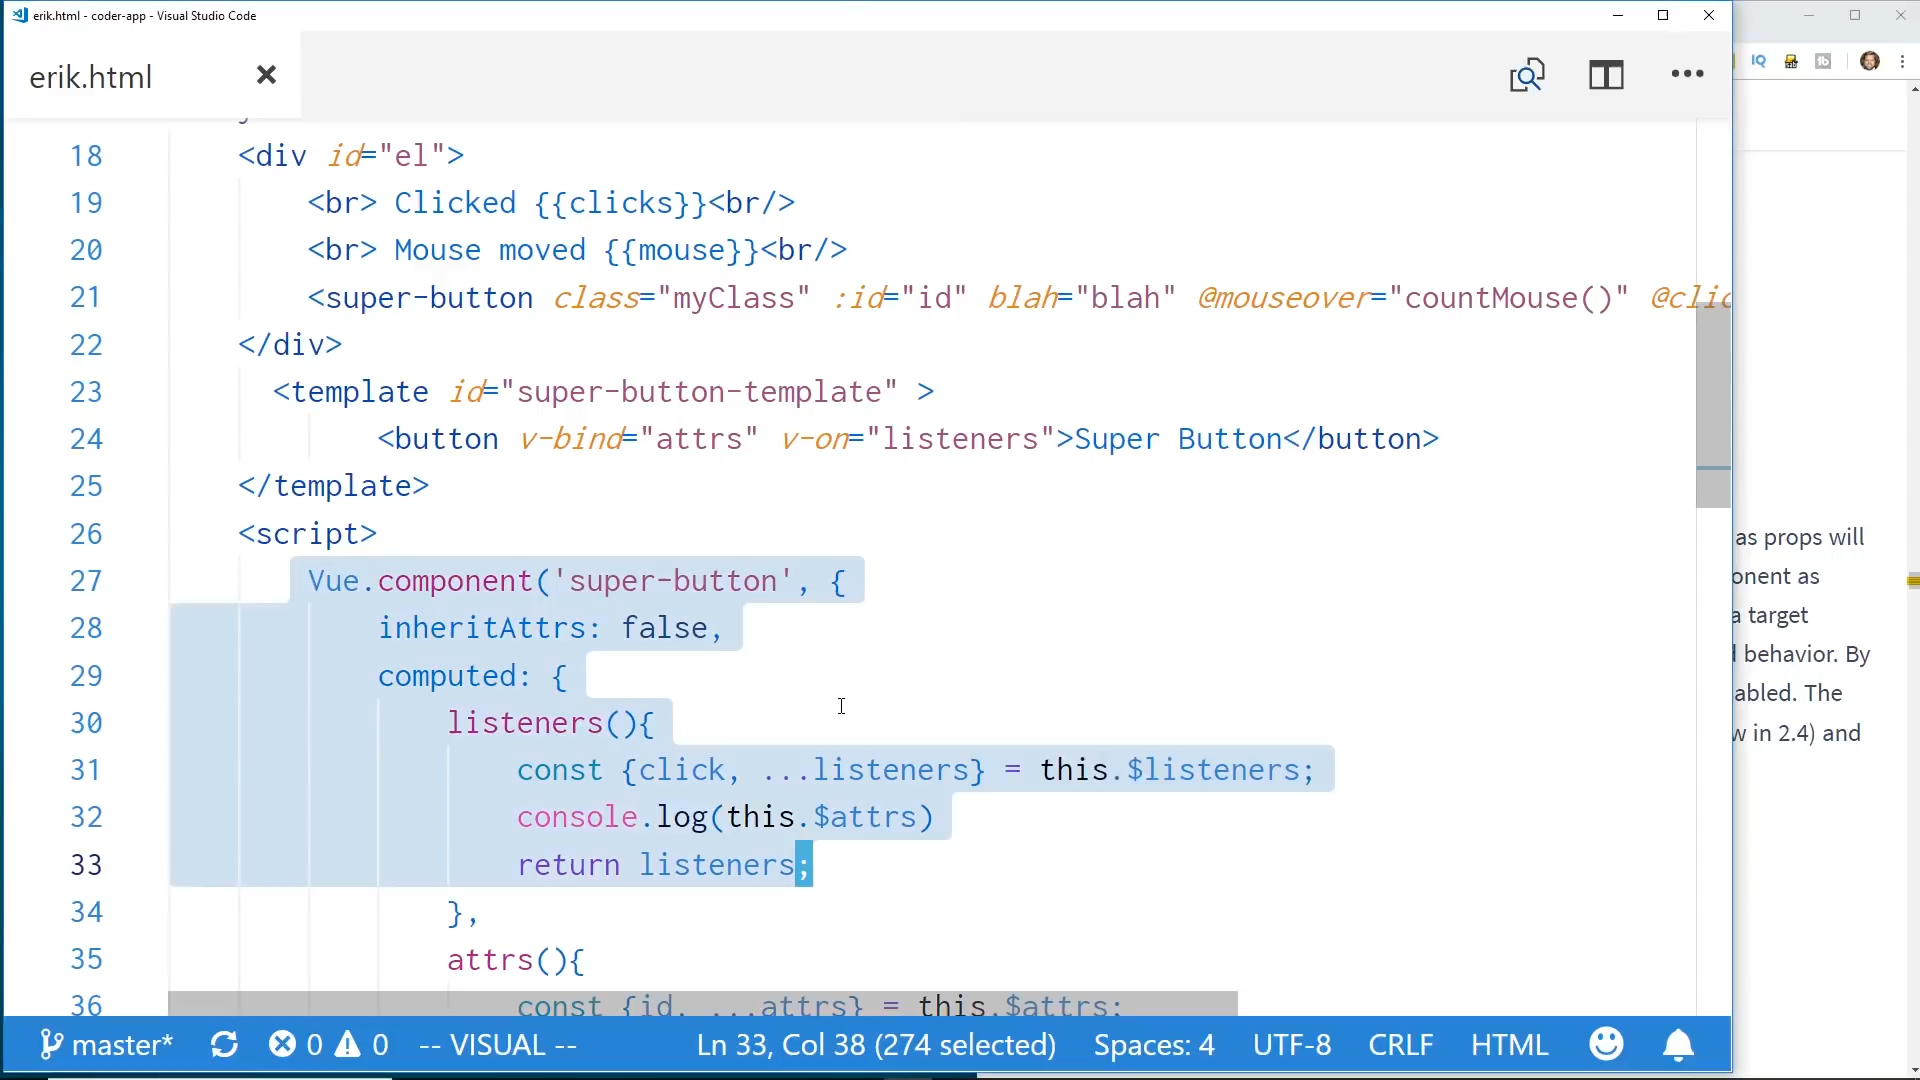 erik.html - coder-app - Visual Studio Code
erik.html
18 <div id="el">
19 <br> Clicked {{clicks}}<br/>
20 <br> Mouse moved {{mouse}}<br/>
21 <super-button class="myClass" :id="id" blah="blah" @mouseover="countMouse()" @clic
22 </div>
23 <template id="super-button-template" >
24 <button v-bind="attrs" v-on="listeners">Super Button</button>
25 </template>
26 <script>
27 Vue.component('super-button', {
28 inheritAttrs: false,
29 computed: {
30 listeners(){
31 const {click, ...listeners} = this.$listeners;
32 console.log(this.$attrs)
33 return listeners;
34 },
35 attrs(){
36 const {id, ...attrs} = this.$attrs;
master* 0 0 -- VISUAL -- Ln 33, Col 38 (274 selected) Spaces: 4 UTF-8 CRLF HTML
IQ
as props will
onent as
a target
behavior. By
abled. The
w in 2.4) and